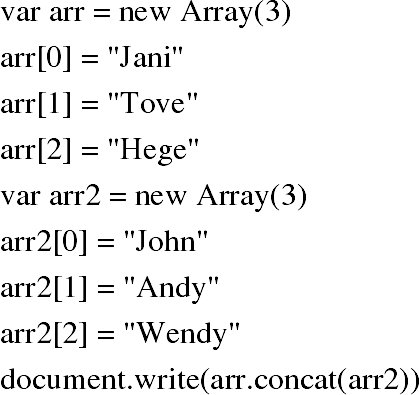 var arr = new Array(3)
arr[0] = "Jani"
arr[1] = "Tove"
arr[2] = "Hege"
var arr2 = new Array(3)
arr2[0] = "John"
arr2[1] = "Andy"
arr2[2] = "Wendy"
document.write(arr.concat(arr2))